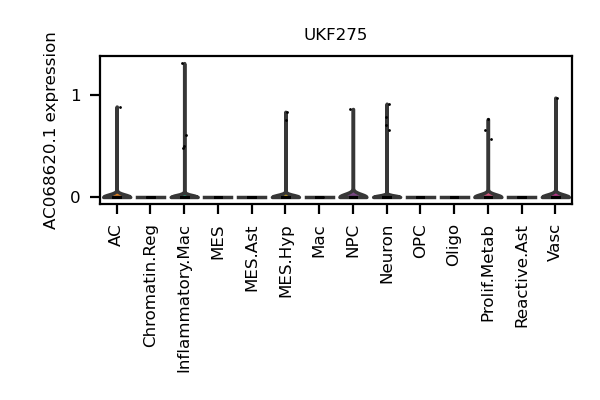 UKF275
AC068620.1 expression
1
0
AC
Chromatin.Reg
Inflammatory.Mac
MES
MES.Ast
MES.Hyp
Mac
NPC
Neuron
OPC
Oligo
Prolif.Metab
Reactive.Ast
Vasc